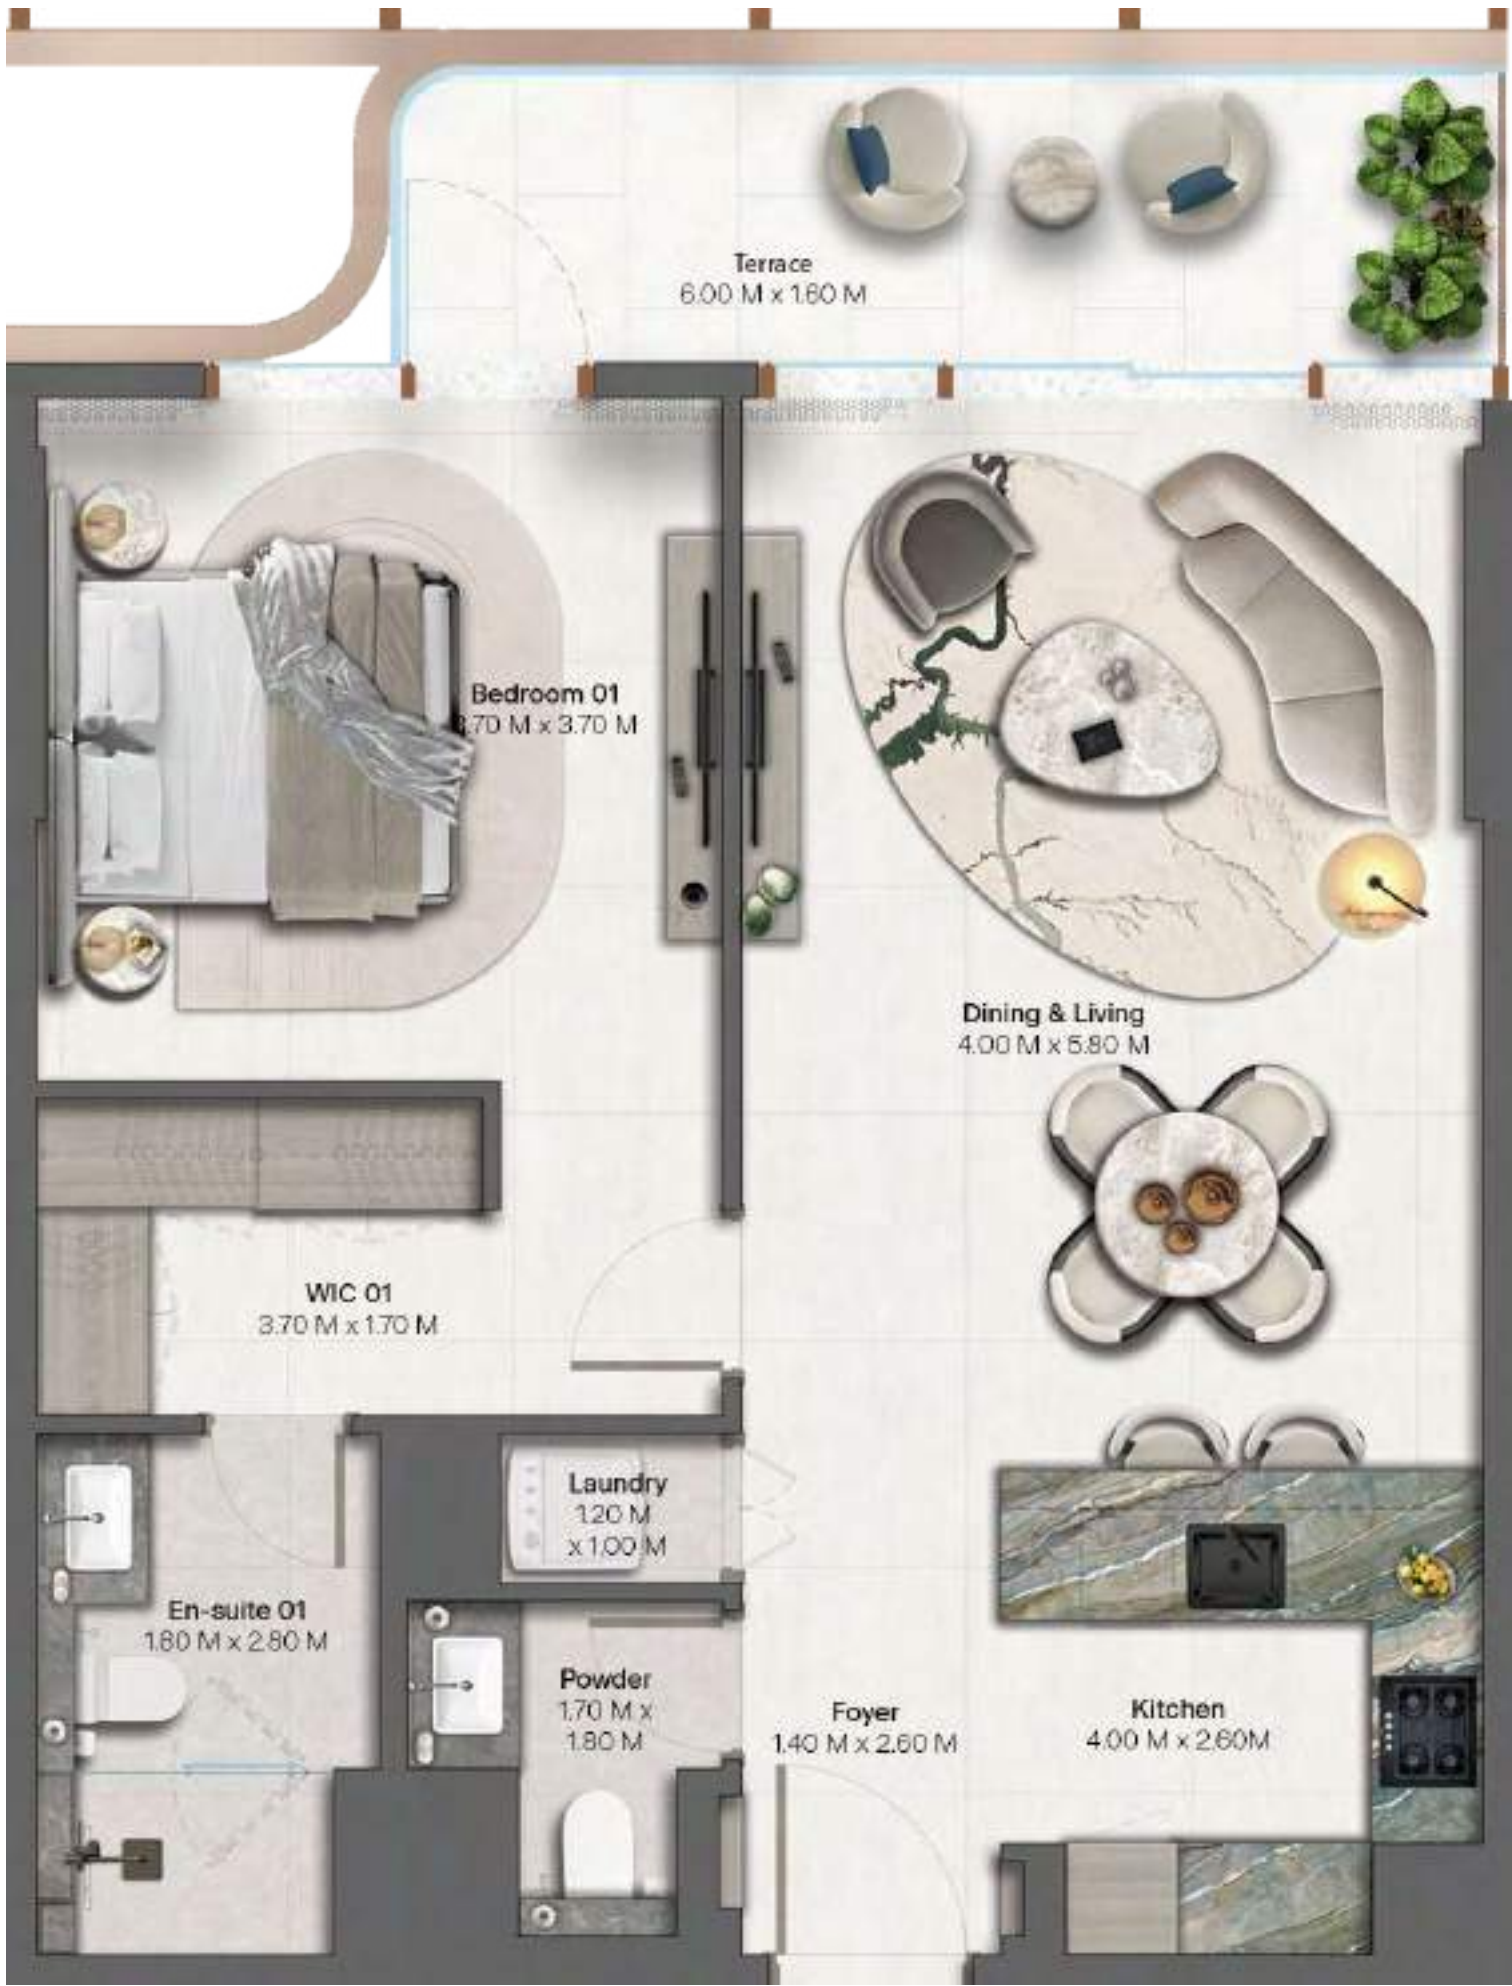 Terrace
6.00 M x 1.60 M
Bedroom 01
3.70 M x 3.70 M
Dining & Living
4.00 M x 5.80 M
WIC 01
3.70 M x 1.70 M
Laundry
1.20 M
x 1.00 M
En-suite 01
1.80 M x 2.80 M
Powder
1.70 M x
1.80 M
Foyer
1.40 M x 2.60 M
Kitchen
4.00 M x 2.60M